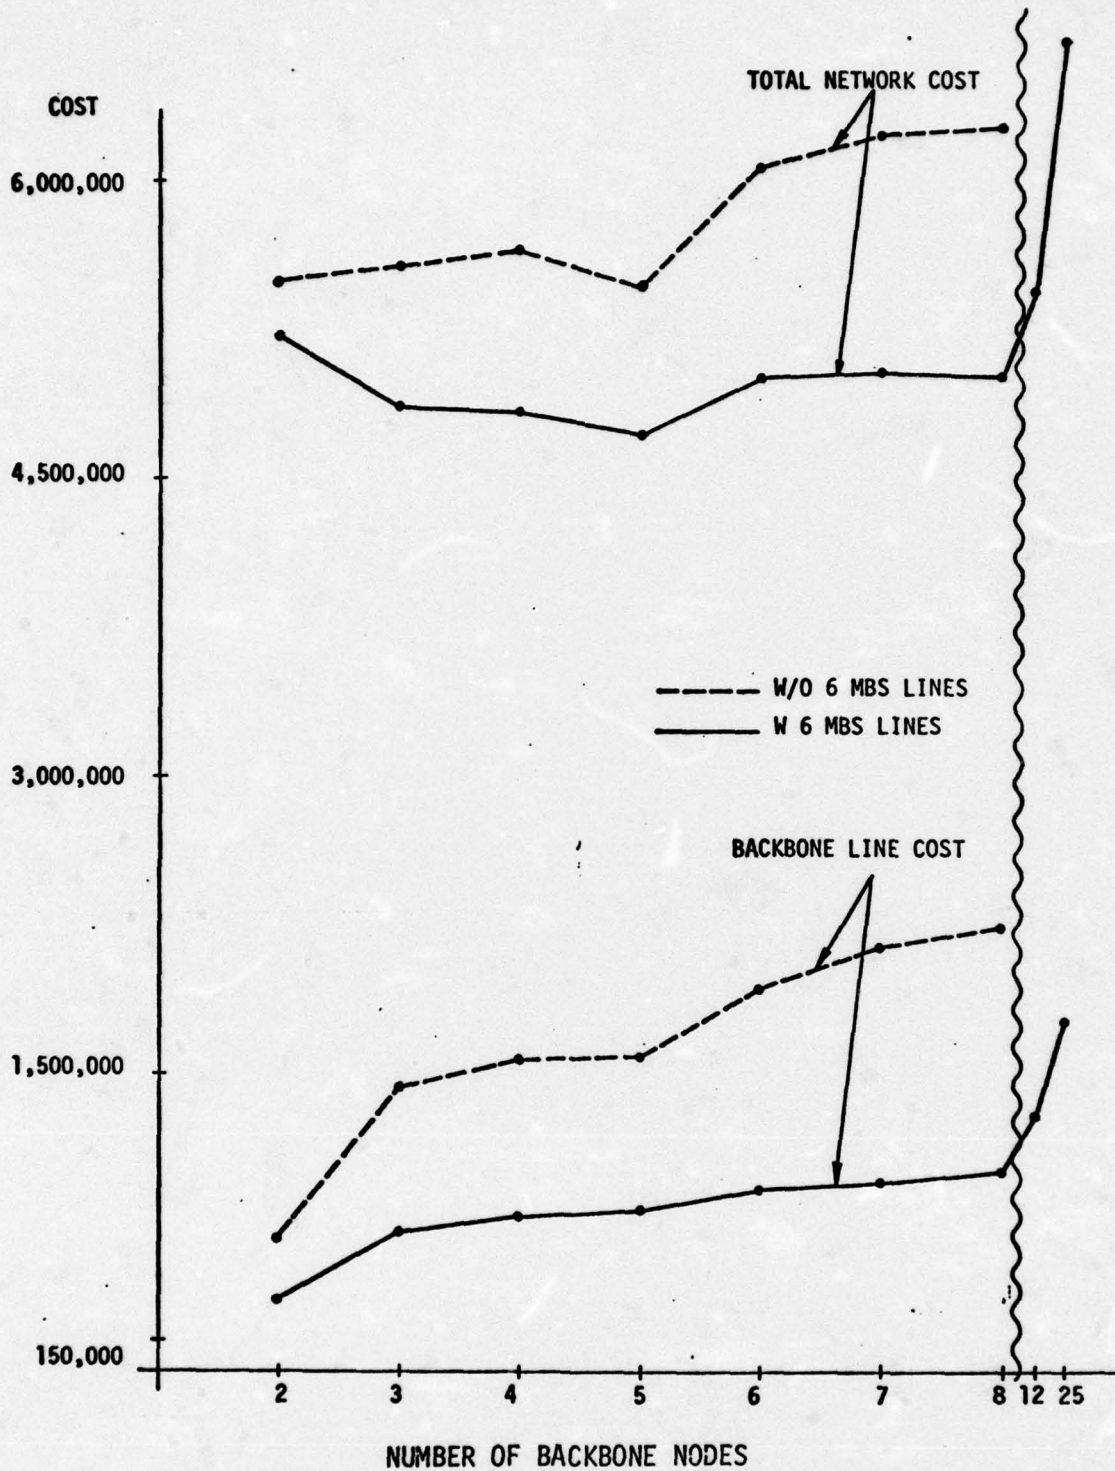 TOTAL NETWORK COST
COST
6,000,000
4,500,000
W/O 6 MBS LINES
W 6 MBS LINES
3,000,000
BACKBONE LINE COST
1,500,000
150,000
2 3 4 5 6 7 8 12 25
NUMBER OF BACKBONE NODES